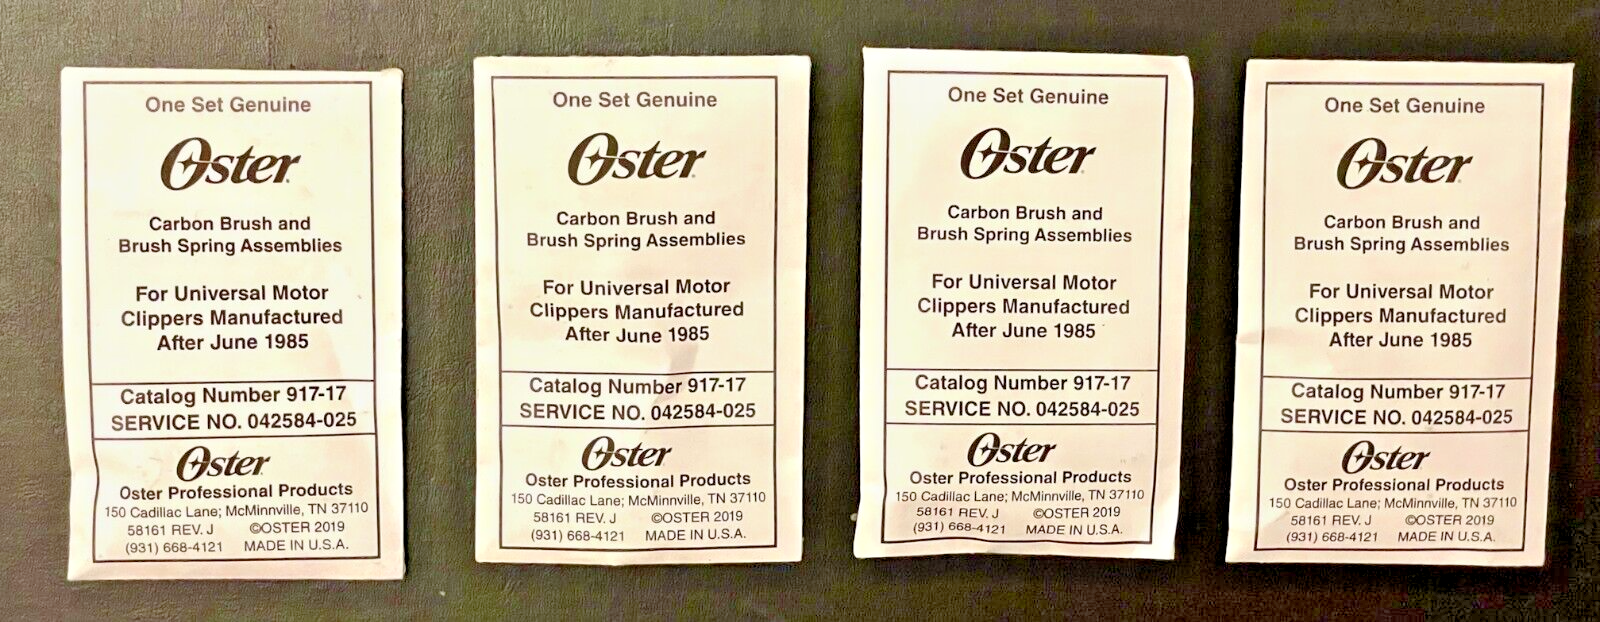 One Set Genuine
Oster
Carbon Brush and
Brush Spring Assemblies
For Universal Motor
Clippers Manufactured
After June 1985
Catalog Number 917-17
SERVICE NO. 042584-025
Oster
Oster Professional Products
150 Cadillac Lane; McMinnville, TN 37110
58161 REV. J ©OSTER 2019
(931) 668-4121 MADE IN U.S.A.
One Set Genuine
Oster
Carbon Brush and
Brush Spring Assemblies
For Universal Motor
Clippers Manufactured
After June 1985
Catalog Number 917-17
SERVICE NO. 042584-025
Oster
Oster Professional Products
150 Cadillac Lane; McMinnville, TN 37110
58161 REV. J ©OSTER 2019
(931) 668-4121 MADE IN U.S.A.
One Set Genuine
Oster
Carbon Brush and
Brush Spring Assemblies
For Universal Motor
Clippers Manufactured
After June 1985
Catalog Number 917-17
SERVICE NO. 042584-025
Oster
Oster Professional Products
150 Cadillac Lane; McMinnville, TN 37110
58161 REV. J ©OSTER 2019
(931) 668-4121 MADE IN U.S.A.
One Set Genuine
Oster
Carbon Brush and
Brush Spring Assemblies
For Universal Motor
Clippers Manufactured
After June 1985
Catalog Number 917-17
SERVICE NO. 042584-025
Oster
Oster Professional Products
150 Cadillac Lane; McMinnville, TN 37110
58161 REV. J ©OSTER 2019
(931) 668-4121 MADE IN U.S.A.